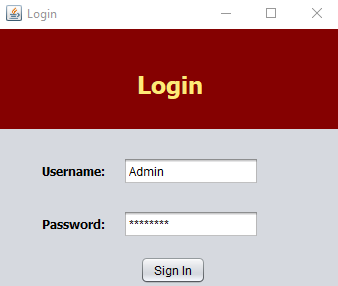 Login
Login
Username: Admin
Password: ********
Sign In